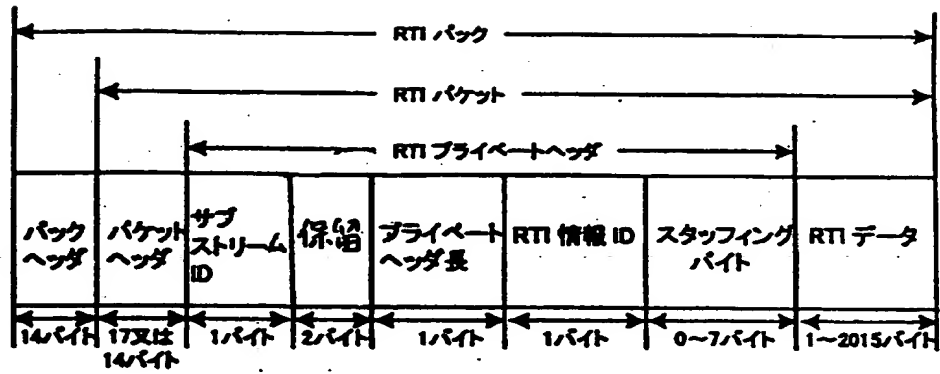 RTI パック
RTI パケット
RTI プライベートヘッダ
パック
ヘッダ
パケット
ヘッダ
サブ
ストリーム
ID
保留
プライベート
ヘッダ長
RTI 情報 ID
スタッフィング
バイト
RTI データ
14バイト
17又は
14バイト
1バイト
2バイト
1バイト
1バイト
0～7バイト
1～2015バイト